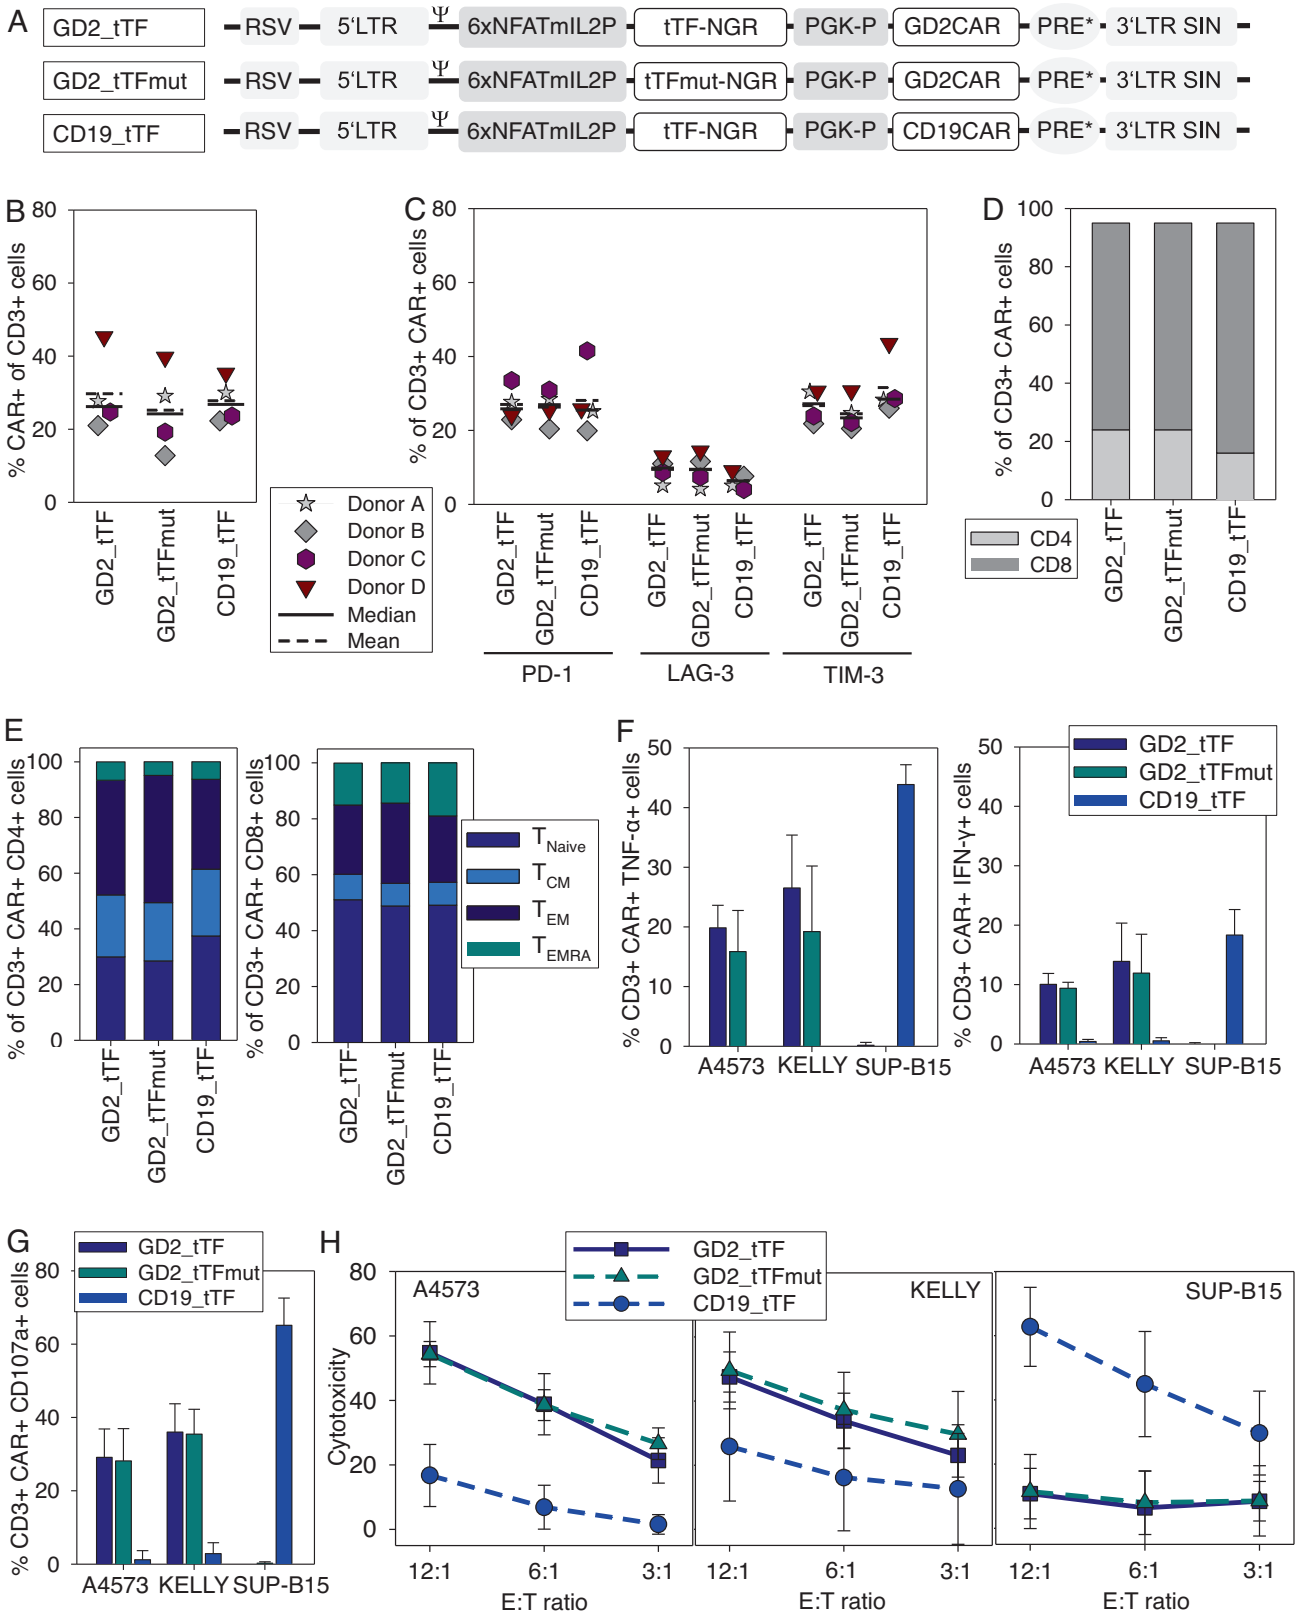 A
GD2_tTF RSV 5‘LTR Ψ 6xNFATmIL2P tTF-NGR PGK-P GD2CAR PRE* 3‘LTR SIN
GD2_tTFmut RSV 5‘LTR Ψ 6xNFATmIL2P tTFmut-NGR PGK-P GD2CAR PRE* 3‘LTR SIN
CD19_tTF RSV 5‘LTR Ψ 6xNFATmIL2P tTF-NGR PGK-P CD19CAR PRE* 3‘LTR SIN
B
% CAR+ of CD3+ cells
80
60
40
20
0
GD2_tTF
GD2_tTFmut
CD19_tTF
Donor A
Donor B
Donor C
Donor D
Median
Mean
C
% of CD3+ CAR+ cells
80
60
40
20
0
GD2_tTF
GD2_tTFmut
CD19_tTF
GD2_tTF
GD2_tTFmut
CD19_tTF
GD2_tTF
GD2_tTFmut
CD19_tTF
PD-1
LAG-3
TIM-3
D
% of CD3+ CAR+ cells
100
80
60
40
20
0
CD4
CD8
GD2_tTF
GD2_tTFmut
CD19_tTF
E
% of CD3+ CAR+ CD4+ cells
100
80
60
40
20
0
GD2_tTF
GD2_tTFmut
CD19_tTF
% of CD3+ CAR+ CD8+ cells
100
80
60
40
20
0
GD2_tTF
GD2_tTFmut
CD19_tTF
TNaive
TCM
TEM
TEMRA
F
% CD3+ CAR+ TNF-α+ cells
50
40
30
20
10
0
A4573 KELLY SUP-B15
% CD3+ CAR+ IFN-γ+ cells
50
40
30
20
10
0
A4573 KELLY SUP-B15
GD2_tTF
GD2_tTFmut
CD19_tTF
G
GD2_tTF
GD2_tTFmut
CD19_tTF
% CD3+ CAR+ CD107a+ cells
80
60
40
20
0
A4573 KELLY SUP-B15
H
GD2_tTF
GD2_tTFmut
CD19_tTF
Cytotoxicity
80
60
40
20
0
A4573
KELLY
SUP-B15
12:1 6:1 3:1
12:1 6:1 3:1
12:1 6:1 3:1
E:T ratio
E:T ratio
E:T ratio